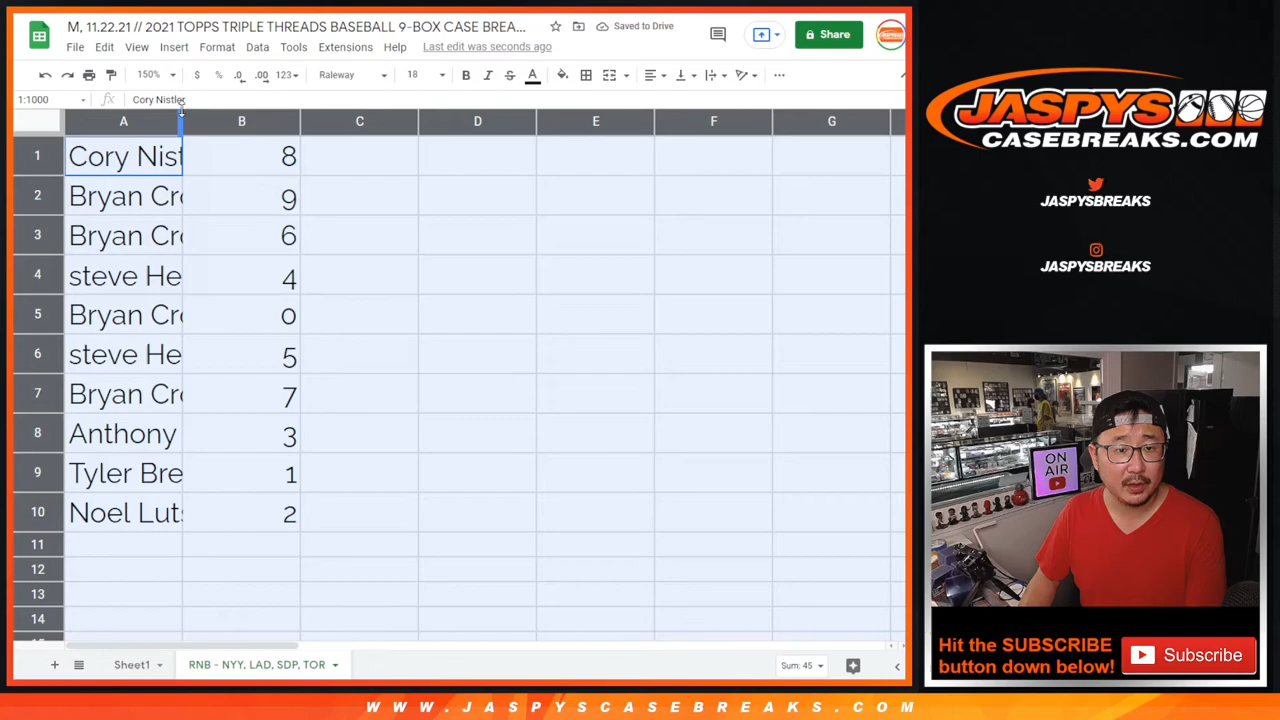 M, 11.22.21 // 2021 TOPPS TRIPLE THREADS BASEBALL 9-BOX CASE BREA...
Saved to Drive
Share
File Edit View Insert Format Data Tools Extensions Help Last edit was seconds ago
150% $ % .0 .00 123 Raleway 18 B I S A
1:1000 fx Cory Nistler
A B C D E F G
1 Cory Nist 8
2 Bryan Cro 9
3 Bryan Cro 6
4 steve He 4
5 Bryan Cro 0
6 steve He 5
7 Bryan Cro 7
8 Anthony 3
9 Tyler Bre 1
10 Noel Luts 2
11
12
13
14
Sheet1 RNB - NYY, LAD, SDP, TOR Sum: 45
JASPYS
CASEBREAKS.COM
JASPYSBREAKS
JASPYSBREAKS
ON
AIR
Hit the SUBSCRIBE
button down below!
Subscribe
WWW.JASPYSCASEBREAKS.COM